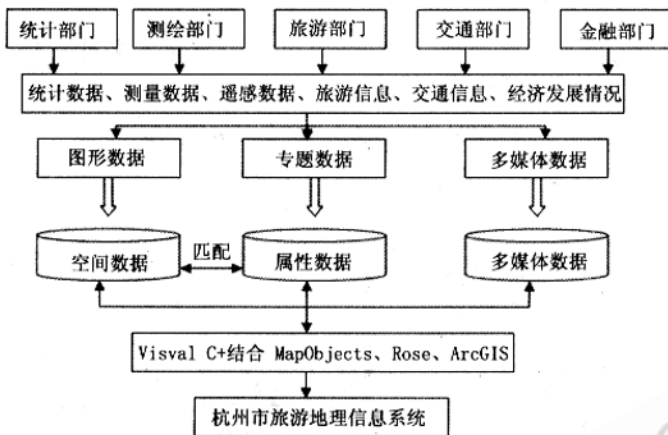 统计部门 测绘部门 旅游部门 交通部门 金融部门
统计数据、测量数据、遥感数据、旅游信息、交通信息、经济发展情况
图形数据 专题数据 多媒体数据
匹配
空间数据 属性数据 多媒体数据
Visval C+结合 MapObjects、Rose、ArcGIS
杭州市旅游地理信息系统